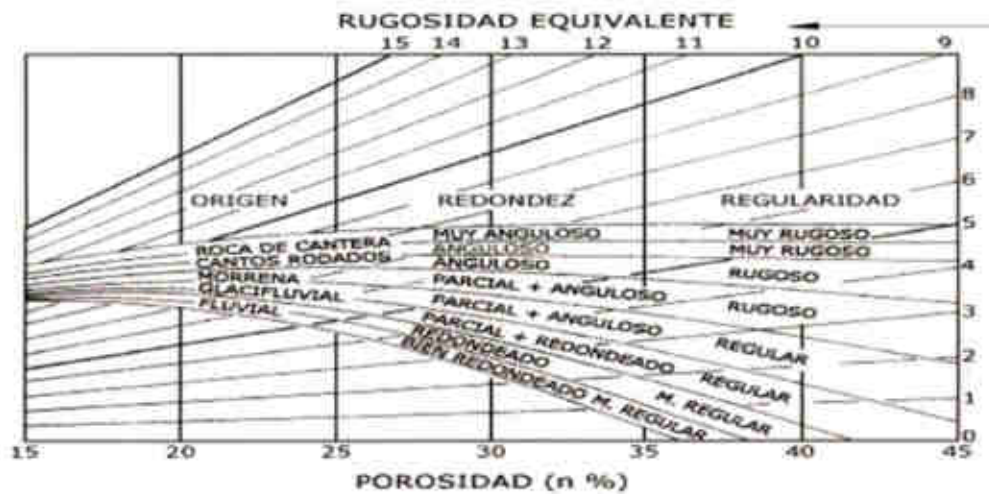 RUGOSIDAD EQUIVALENTE
15 14 13 12 11 10 9
8
7
6
ORIGEN REDONDEZ REGULARIDAD
5
ROCA DE CANTERA MUY ANGULOSO MUY RUGOSO
CANTOS RODADOS ANGULOSO MUY RUGOSO
4
MORRENA ANGULOSO RUGOSO
GLACIFLUVIAL PARCIAL + ANGULOSO RUGOSO
3
FLUVIAL PARCIAL + ANGULOSO REGULAR
2
PARCIAL + REDONDEADO REGULAR
1
REDONDEADO M. REGULAR
BIEN REDONDEADO M. REGULAR
0
15 20 25 30 35 40 45
POROSIDAD (n %)